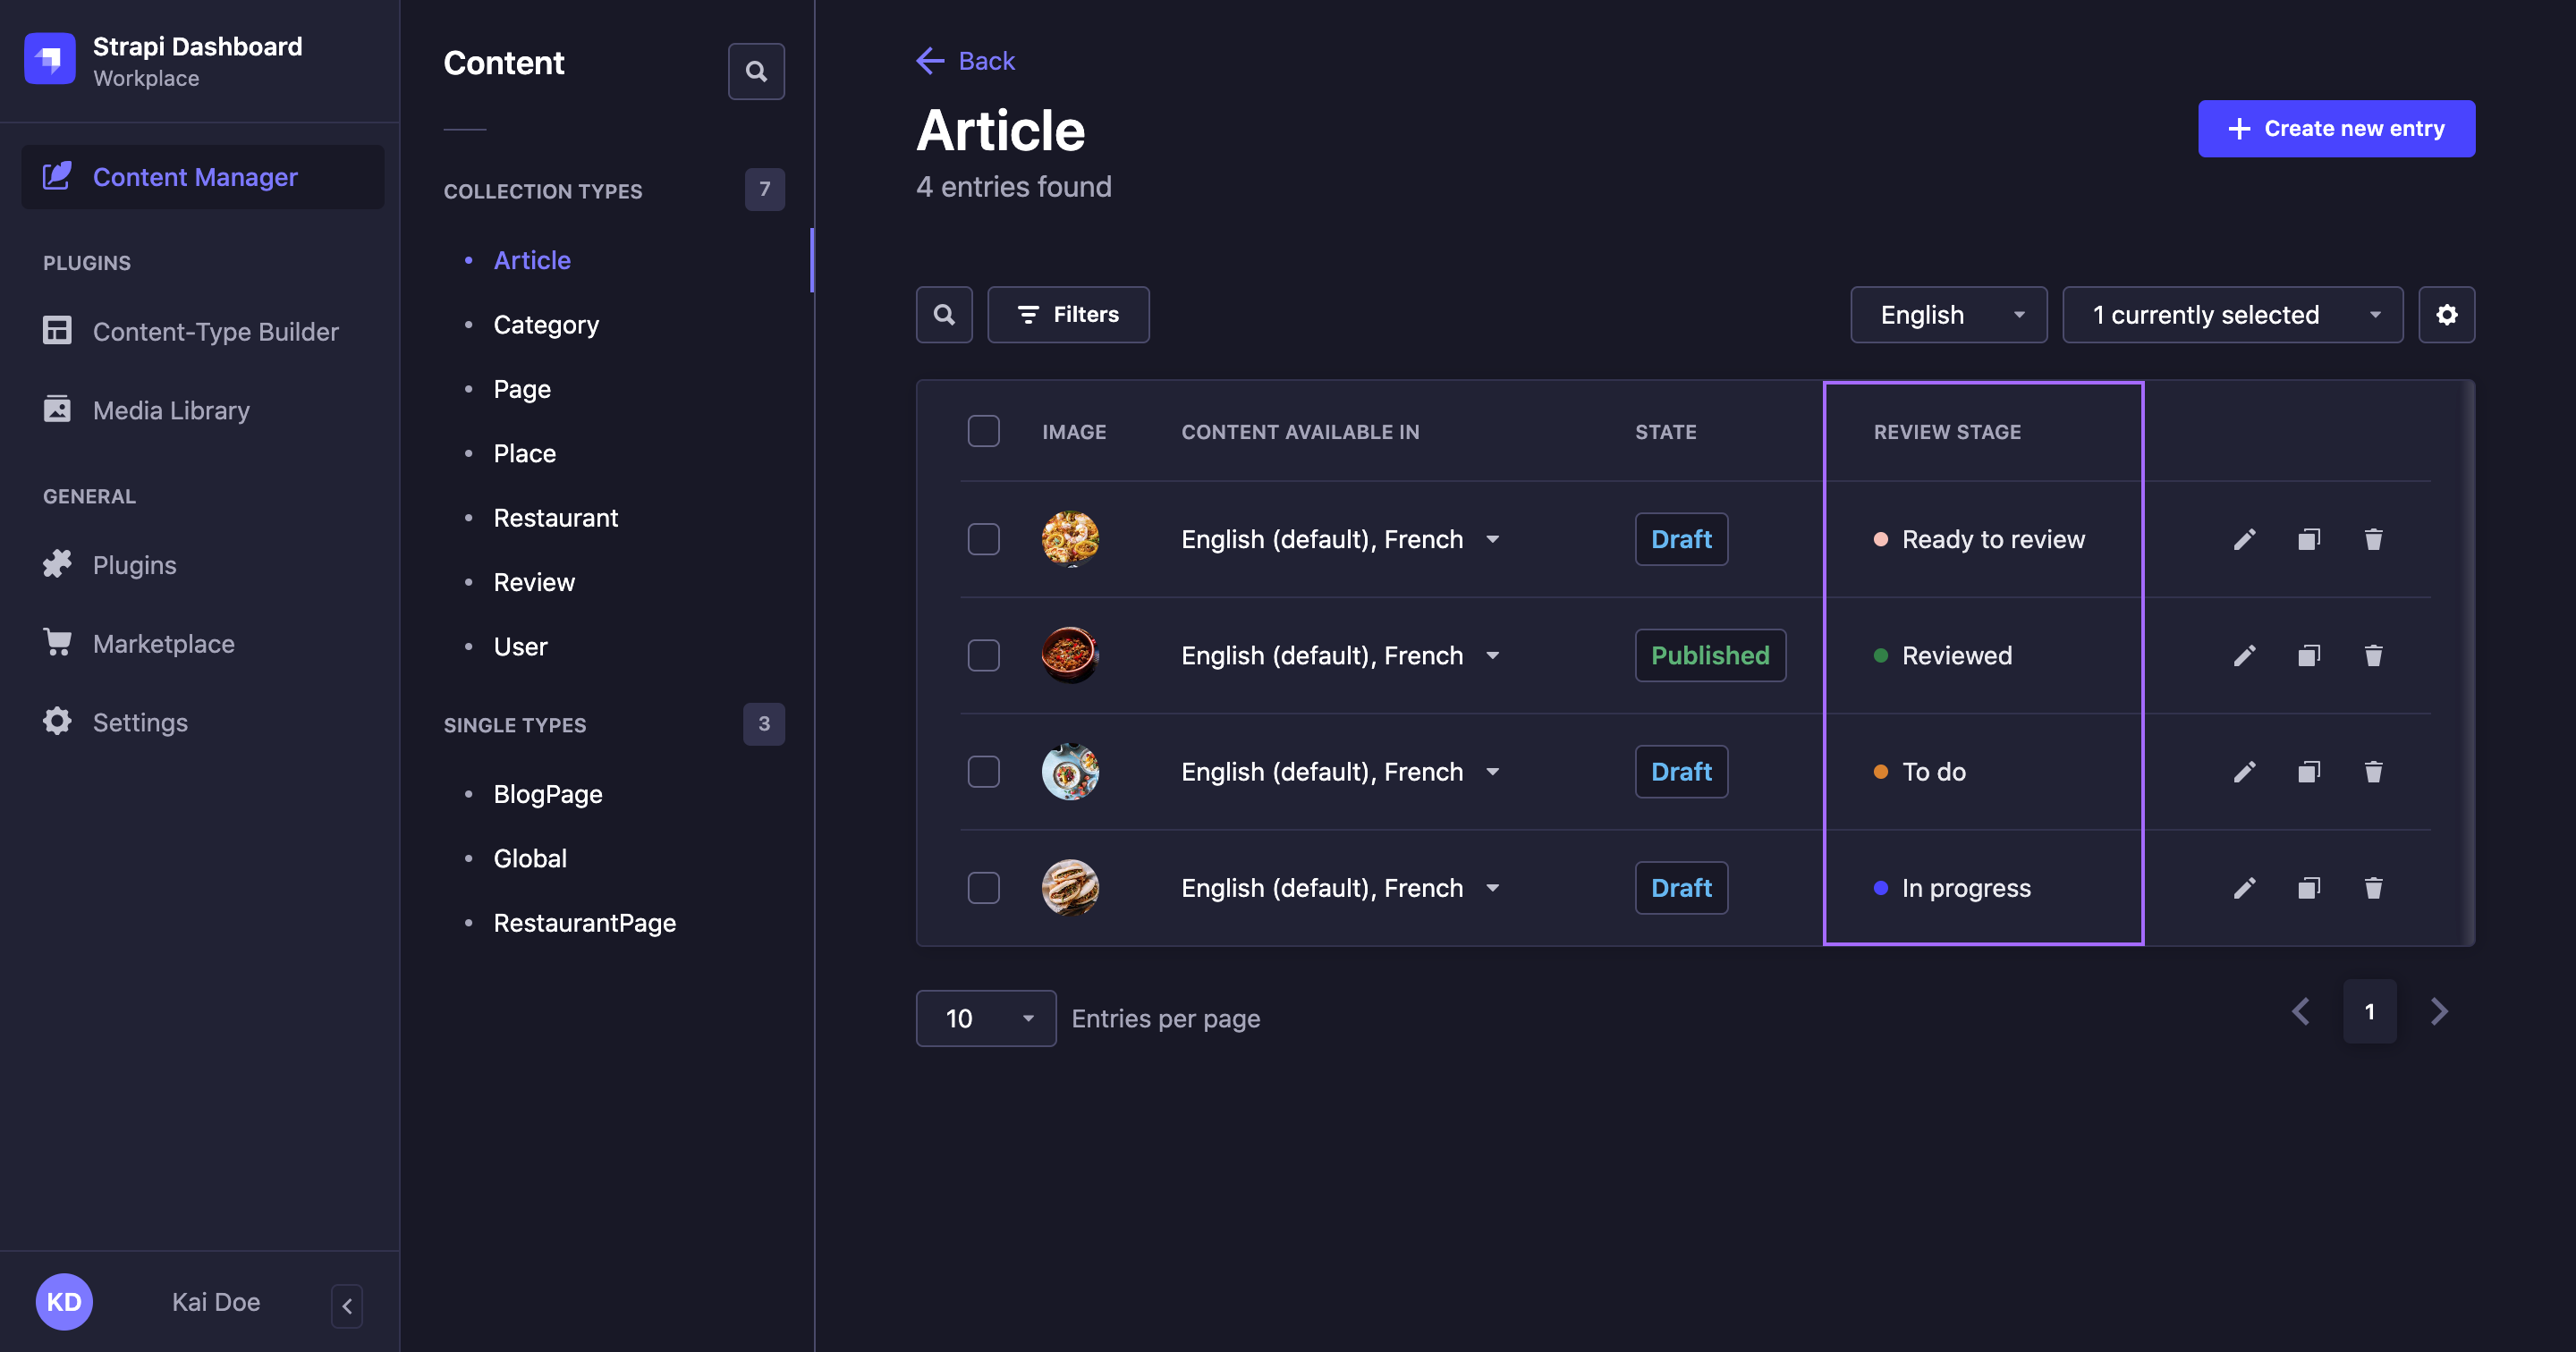 Strapi Dashboard
Workplace
Content Manager
PLUGINS
Content-Type Builder
Media Library
GENERAL
Plugins
Marketplace
Settings
KD
Kai Doe
Content
COLLECTION TYPES 7
Article
Category
Page
Place
Restaurant
Review
User
SINGLE TYPES 3
BlogPage
Global
RestaurantPage
Back
Article
4 entries found
Create new entry
Filters
English
1 currently selected
IMAGE CONTENT AVAILABLE IN STATE REVIEW STAGE
English (default), French Draft Ready to review
English (default), French Published Reviewed
English (default), French Draft To do
English (default), French Draft In progress
10 Entries per page
1